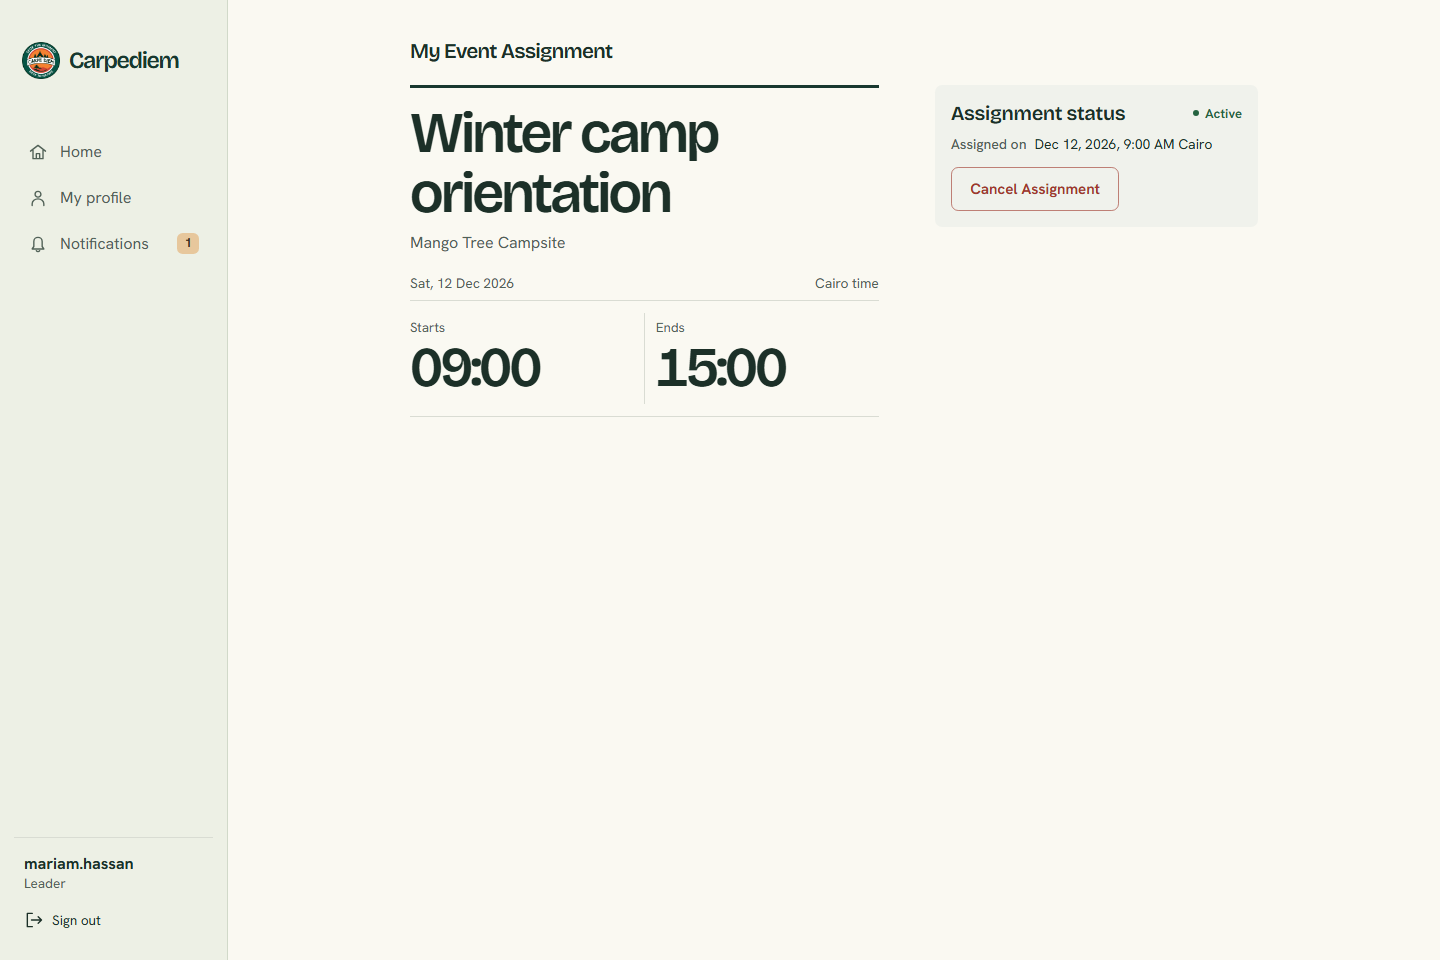 Carpediem
Home
My profile
Notifications 1
mariam.hassan
Leader
Sign out
My Event Assignment
Winter camp
orientation
Mango Tree Campsite
Sat, 12 Dec 2026 Cairo time
Starts Ends
09:00 15:00
Assignment status Active
Assigned on Dec 12, 2026, 9:00 AM Cairo
Cancel Assignment